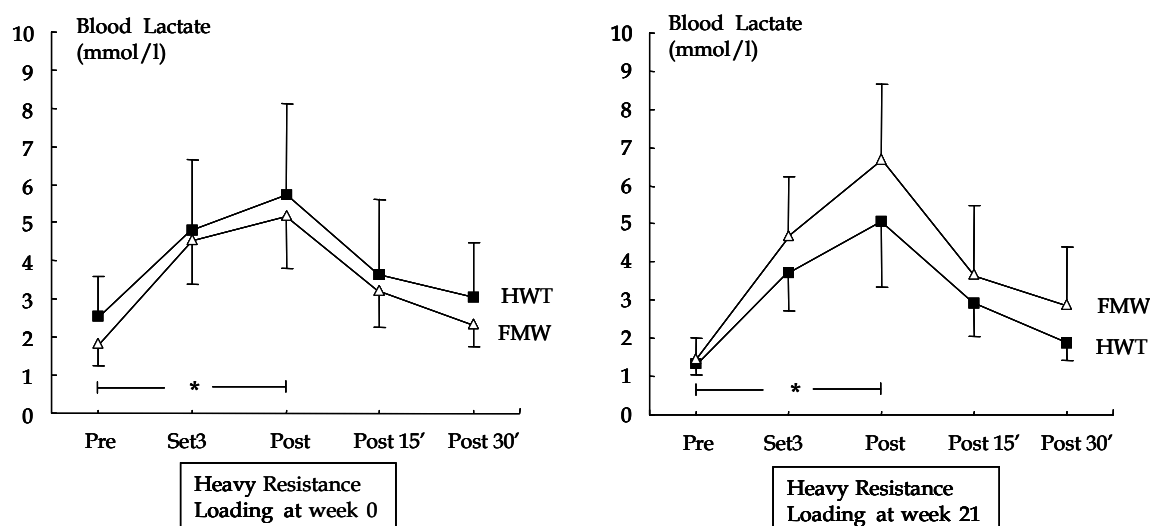 Blood Lactate
(mmol/l)
10
9
8
7
6
5
4
3
2
1
0
HWT
FMW
*
Pre Set3 Post Post 15′ Post 30′
Heavy Resistance
Loading at week 0
Blood Lactate
(mmol/l)
10
9
8
7
6
5
4
3
2
1
0
FMW
HWT
*
Pre Set3 Post Post 15′ Post 30′
Heavy Resistance
Loading at week 21